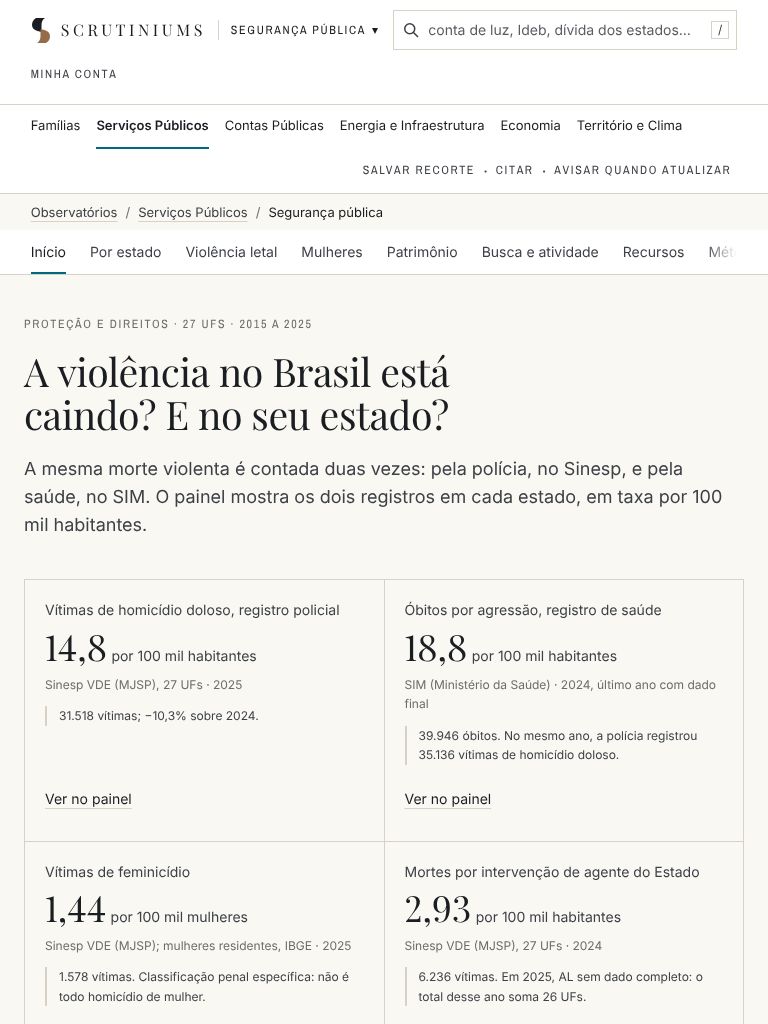 SCRUTINIUMS
SEGURANÇA PÚBLICA ▾
conta de luz, Ideb, dívida dos estados...
/
MINHA CONTA
Famílias
Serviços Públicos
Contas Públicas
Energia e Infraestrutura
Economia
Território e Clima
SALVAR RECORTE · CITAR · AVISAR QUANDO ATUALIZAR
Observatórios / Serviços Públicos / Segurança pública
Início
Por estado
Violência letal
Mulheres
Patrimônio
Busca e atividade
Recursos
PROTEÇÃO E DIREITOS · 27 UFS · 2015 A 2025
A violência no Brasil está
caindo? E no seu estado?
A mesma morte violenta é contada duas vezes: pela polícia, no Sinesp, e pela
saúde, no SIM. O painel mostra os dois registros em cada estado, em taxa por 100
mil habitantes.
Vítimas de homicídio doloso, registro policial
14,8 por 100 mil habitantes
Sinesp VDE (MJSP), 27 UFs · 2025
31.518 vítimas; −10,3% sobre 2024.
Ver no painel
Óbitos por agressão, registro de saúde
18,8 por 100 mil habitantes
SIM (Ministério da Saúde) · 2024, último ano com dado
final
39.946 óbitos. No mesmo ano, a polícia registrou
35.136 vítimas de homicídio doloso.
Ver no painel
Vítimas de feminicídio
1,44 por 100 mil mulheres
Sinesp VDE (MJSP); mulheres residentes, IBGE · 2025
1.578 vítimas. Classificação penal específica: não é
todo homicídio de mulher.
Mortes por intervenção de agente do Estado
2,93 por 100 mil habitantes
Sinesp VDE (MJSP), 27 UFs · 2024
6.236 vítimas. Em 2025, AL sem dado completo: o
total desse ano soma 26 UFs.